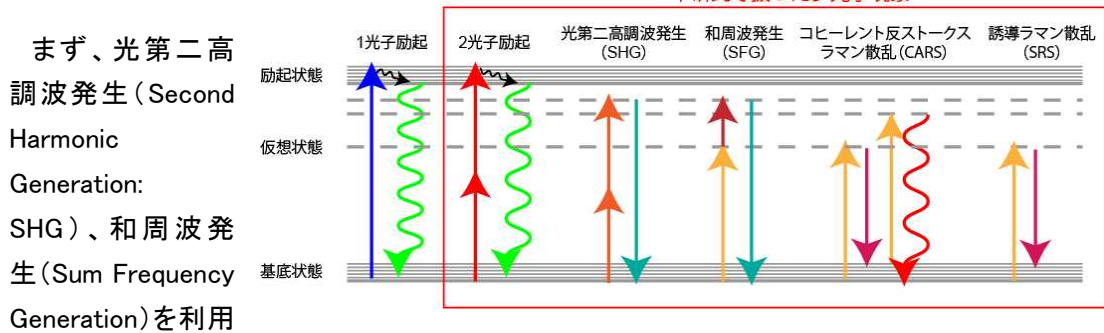 まず、光第二高
調波発生(Second
Harmonic
Generation:
SHG)、和周波発
生(Sum Frequency
Generation)を利用
1光子励起
2光子励起
光第二高調波発生
(SHG)
和周波発生
(SFG)
コヒーレント反ストークス
ラマン散乱(CARS)
誘導ラマン散乱
(SRS)
励起状態
仮想状態
基底状態